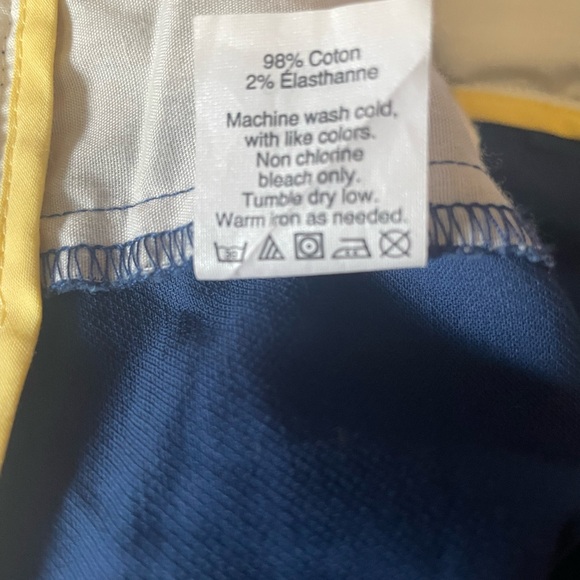 98% Coton
2% Élasthanne
Machine wash cold,
with like colors.
Non chlorine
bleach only.
Tumble dry low.
Warm iron as needed.